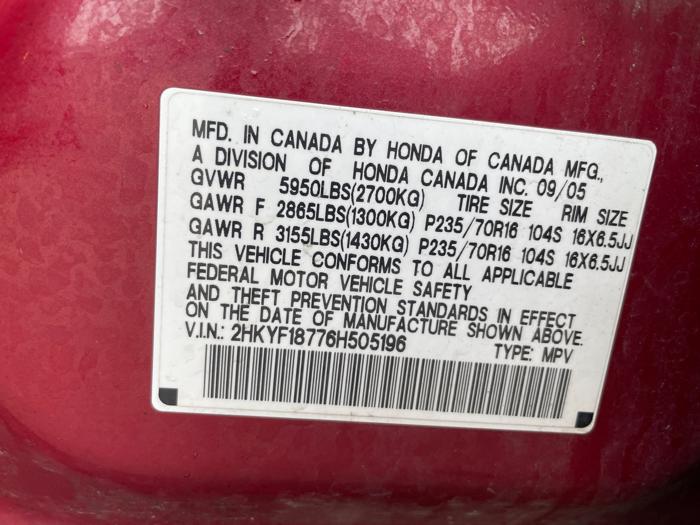 MFD. IN CANADA BY HONDA OF CANADA MFG.,
A DIVISION OF HONDA CANADA INC. 09/05
GVWR 5950LBS(2700KG) TIRE SIZE RIM SIZE
GAWR F 2865LBS(1300KG) P235/70R16 104S 16X6.5JJ
GAWR R 3155LBS(1430KG) P235/70R16 104S 16X6.5JJ
THIS VEHICLE CONFORMS TO ALL APPLICABLE
FEDERAL MOTOR VEHICLE SAFETY
AND THEFT PREVENTION STANDARDS IN EFFECT
ON THE DATE OF MANUFACTURE SHOWN ABOVE.
V.I.N.: 2HKYF18776H505196 TYPE: MPV